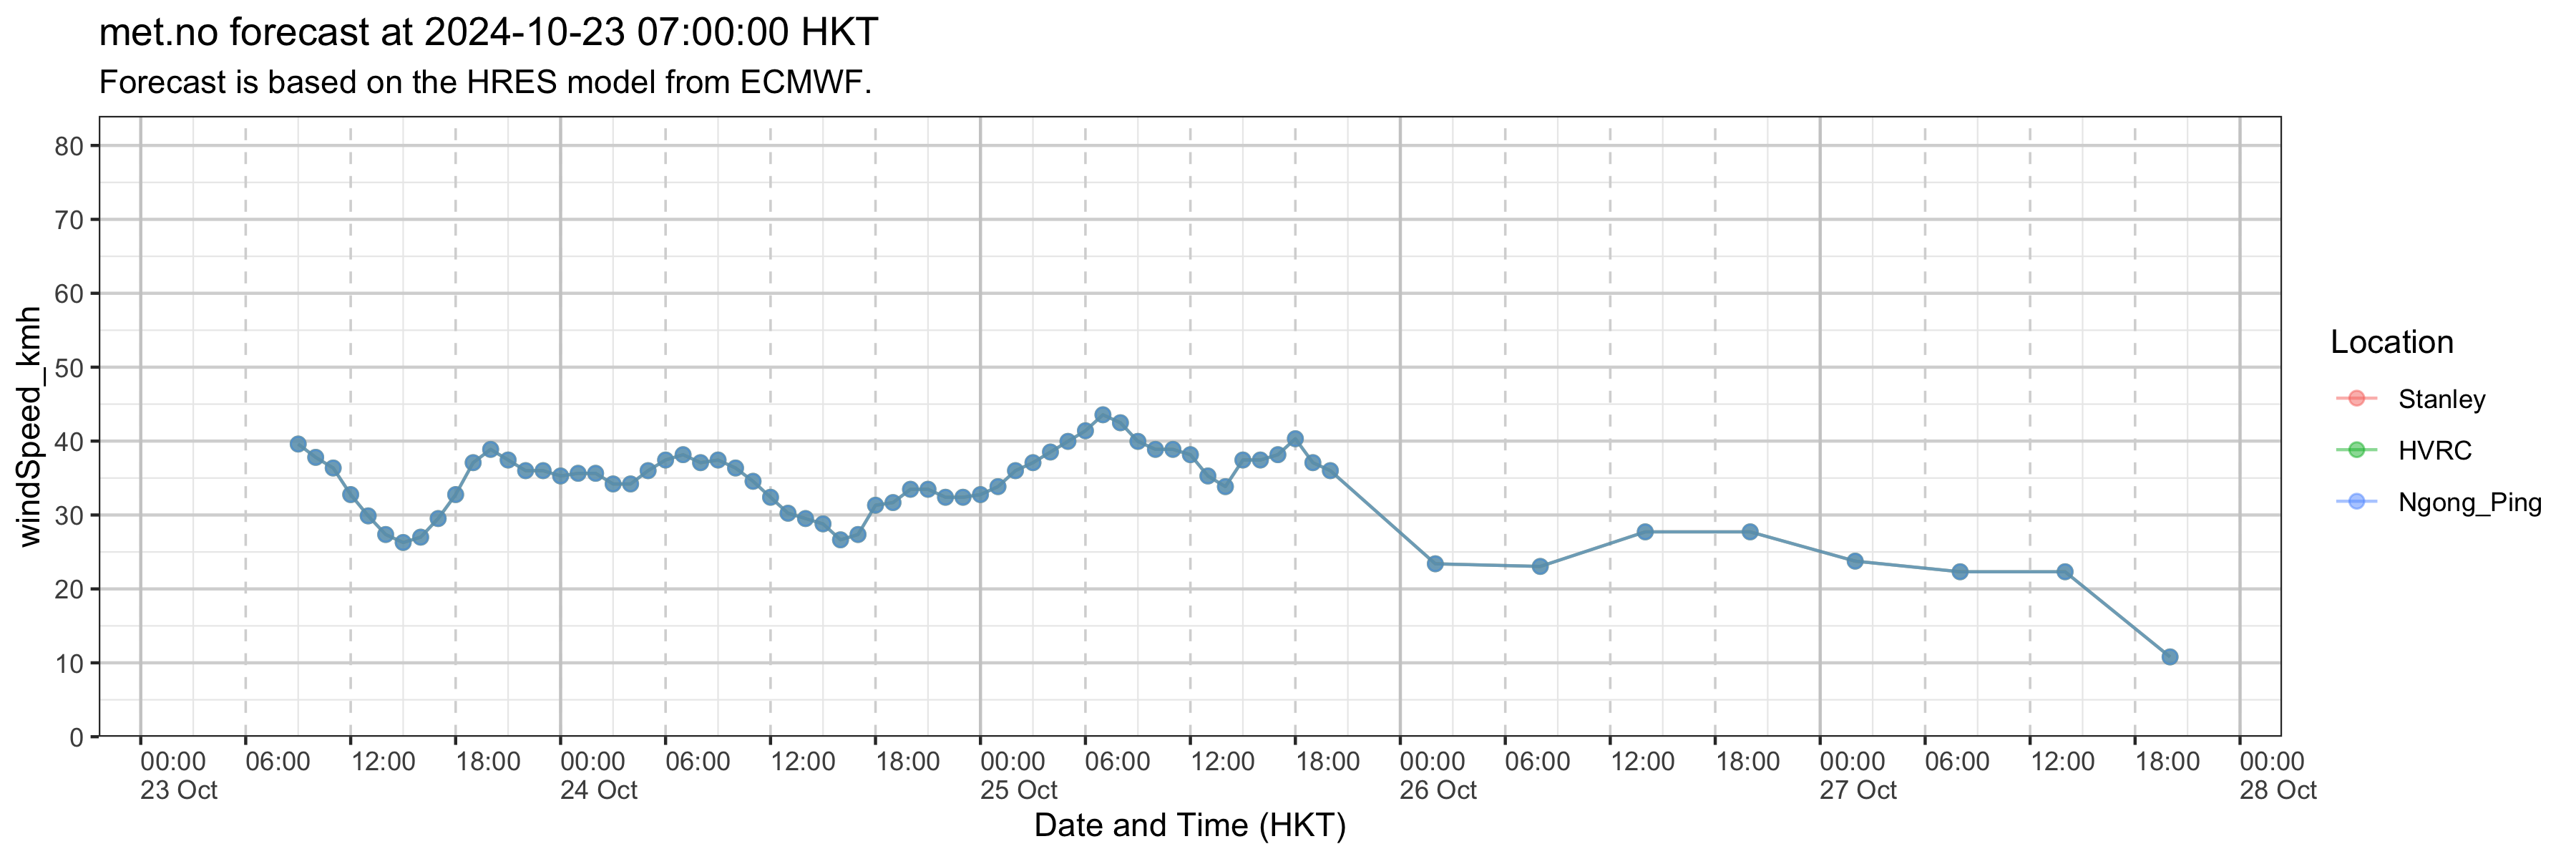 met.no forecast at 2024-10-23 07:00:00 HKT
Forecast is based on the HRES model from ECMWF.
windSpeed_kmh
80
70
60
50
40
30
20
10
0
00:00 06:00 12:00 18:00 00:00 06:00 12:00 18:00 00:00 06:00 12:00 18:00 00:00 06:00 12:00 18:00 00:00 06:00 12:00 18:00 00:00
23 Oct 24 Oct 25 Oct 26 Oct 27 Oct 28 Oct
Date and Time (HKT)
Location
Stanley
HVRC
Ngong_Ping